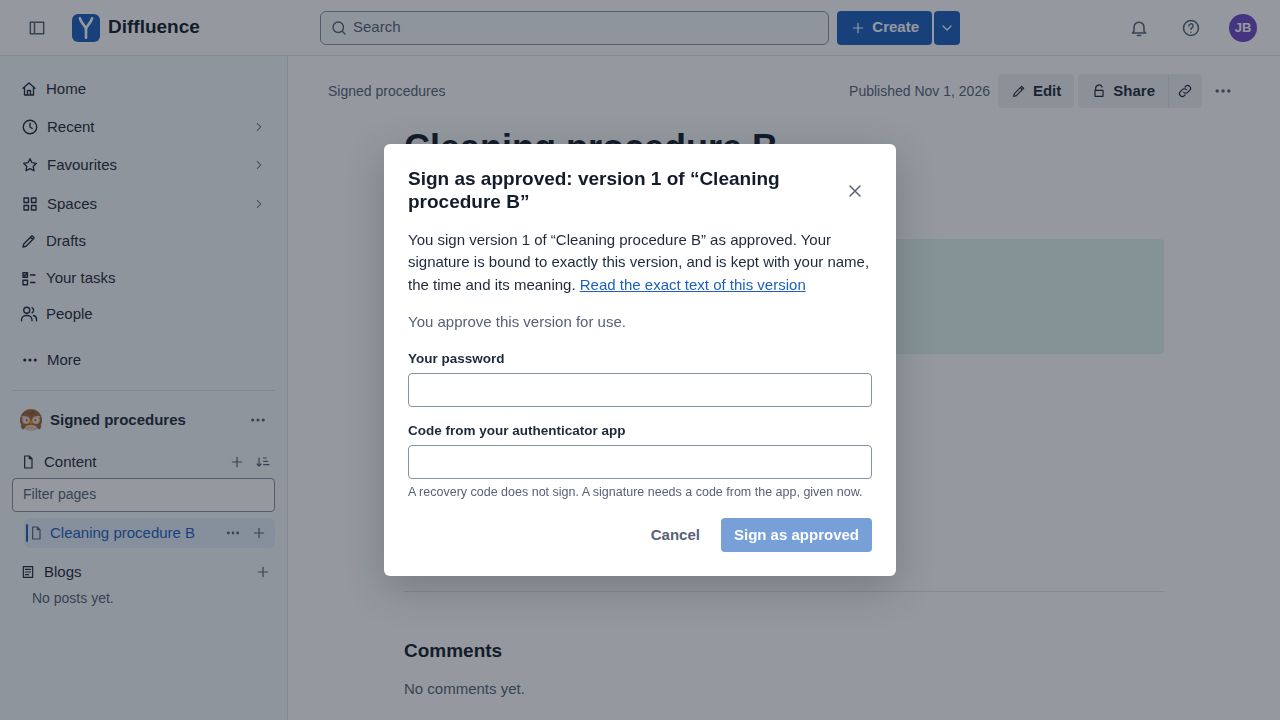 Diffluence
Search
Create
JB
Home
Recent
Favourites
Spaces
Drafts
Your tasks
People
More
Signed procedures
Content
Filter pages
Cleaning procedure B
Blogs
No posts yet.
Signed procedures
Published Nov 1, 2026
Edit
Share
Cleaning procedure B
Sign as approved: version 1 of “Cleaning
procedure B”
You sign version 1 of “Cleaning procedure B” as approved. Your
signature is bound to exactly this version, and is kept with your name,
the time and its meaning. Read the exact text of this version
You approve this version for use.
Your password
Code from your authenticator app
A recovery code does not sign. A signature needs a code from the app, given now.
Cancel
Sign as approved
Comments
No comments yet.